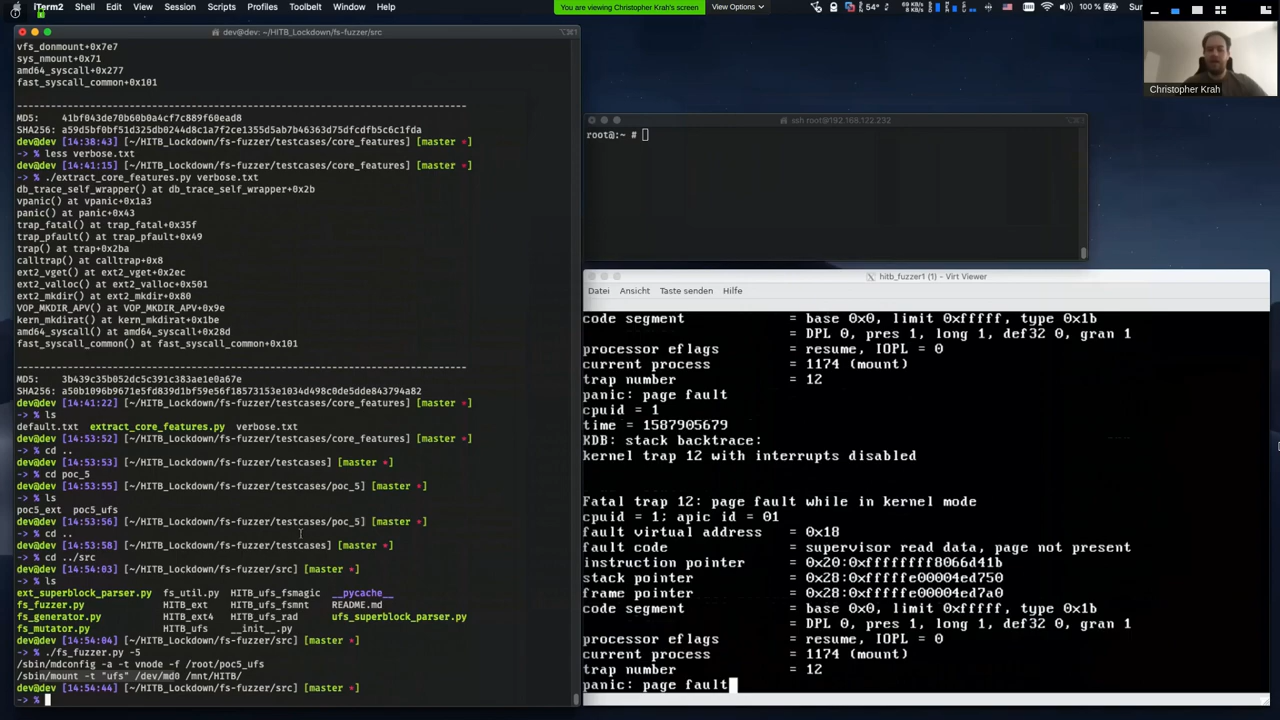 iTerm2 Shell Edit View Session Scripts Profiles Toolbelt Window Help
You are viewing Christopher Krah's screen
View Options
54°
69 KB/s
100 %
Sun
Christopher Krah
dev@dev: ~/HITB_Lockdown/fs-fuzzer/src
vfs_donmount+0x7e7
sys_nmount+0x71
amd64_syscall+0x277
fast_syscall_common+0x101
--------------------------------------------------------------------------
MD5: 41bf043de70b60b0a4cf7c889f60ead8
SHA256: a59d5bf0bf51d325db0244d8c1a7f2ce1355d5ab7b46363d75dfcdfb5c6c1fda
dev@dev [14:38:43] [~/HITB_Lockdown/fs-fuzzer/testcases/core_features] [master *]
-> % less verbose.txt
dev@dev [14:41:15] [~/HITB_Lockdown/fs-fuzzer/testcases/core_features] [master *]
-> % ./extract_core_features.py verbose.txt
db_trace_self_wrapper() at db_trace_self_wrapper+0x2b
vpanic() at vpanic+0x1a3
panic() at panic+0x43
trap_fatal() at trap_fatal+0x35f
trap_pfault() at trap_pfault+0x49
trap() at trap+0x2ba
calltrap() at calltrap+0x8
ext2_vget() at ext2_vget+0x2ec
ext2_valloc() at ext2_valloc+0x501
ext2_mkdir() at ext2_mkdir+0x80
VOP_MKDIR_APV() at VOP_MKDIR_APV+0x9e
kern_mkdirat() at kern_mkdirat+0x1be
amd64_syscall() at amd64_syscall+0x28d
fast_syscall_common() at fast_syscall_common+0x101
--------------------------------------------------------------------------
MD5: 3b439c35b052dc5c391c383ae1e0a67e
SHA256: a50b1094b9671e5fd839d1bf59e56f18573153e1034d498c0de5dde843794a82
dev@dev [14:41:22] [~/HITB_Lockdown/fs-fuzzer/testcases/core_features] [master *]
-> % ls
default.txt extract_core_features.py verbose.txt
dev@dev [14:53:52] [~/HITB_Lockdown/fs-fuzzer/testcases/core_features] [master *]
-> % cd ..
dev@dev [14:53:53] [~/HITB_Lockdown/fs-fuzzer/testcases] [master *]
-> % cd poc_5
dev@dev [14:53:55] [~/HITB_Lockdown/fs-fuzzer/testcases/poc_5] [master *]
-> % ls
poc5_ext poc5_ufs
dev@dev [14:53:56] [~/HITB_Lockdown/fs-fuzzer/testcases/poc_5] [master *]
-> % cd ..
dev@dev [14:53:58] [~/HITB_Lockdown/fs-fuzzer/testcases] [master *]
-> % cd ../src
dev@dev [14:54:03] [~/HITB_Lockdown/fs-fuzzer/src] [master *]
-> % ls
ext_superblock_parser.py fs_util.py HITB_ufs_fsmagic __pycache__
fs_fuzzer.py HITB_ext HITB_ufs_fsmnt README.md
fs_generator.py HITB_ext4 HITB_ufs_rad ufs_superblock_parser.py
fs_mutator.py HITB_ufs __init__.py
dev@dev [14:54:04] [~/HITB_Lockdown/fs-fuzzer/src] [master *]
-> % ./fs_fuzzer.py -5
/sbin/mdconfig -a -t vnode -f /root/poc5_ufs
/sbin/mount -t "ufs" /dev/md0 /mnt/HITB/
dev@dev [14:54:44] [~/HITB_Lockdown/fs-fuzzer/src] [master *]
-> %
ssh root@192.168.122.232
root@:~ #
hitb_fuzzer1 (1) - Virt Viewer
Datei Ansicht Taste senden Hilfe
code segment = base 0x0, limit 0xfffff, type 0x1b
= DPL 0, pres 1, long 1, def32 0, gran 1
processor eflags = resume, IOPL = 0
current process = 1174 (mount)
trap number = 12
panic: page fault
cpuid = 1
time = 1587905679
KDB: stack backtrace:
kernel trap 12 with interrupts disabled
Fatal trap 12: page fault while in kernel mode
cpuid = 1; apic id = 01
fault virtual address = 0x18
fault code = supervisor read data, page not present
instruction pointer = 0x20:0xffffffff8066d41b
stack pointer = 0x28:0xfffffe00004ed750
frame pointer = 0x28:0xfffffe00004ed7a0
code segment = base 0x0, limit 0xfffff, type 0x1b
= DPL 0, pres 1, long 1, def32 0, gran 1
processor eflags = resume, IOPL = 0
current process = 1174 (mount)
trap number = 12
panic: page fault